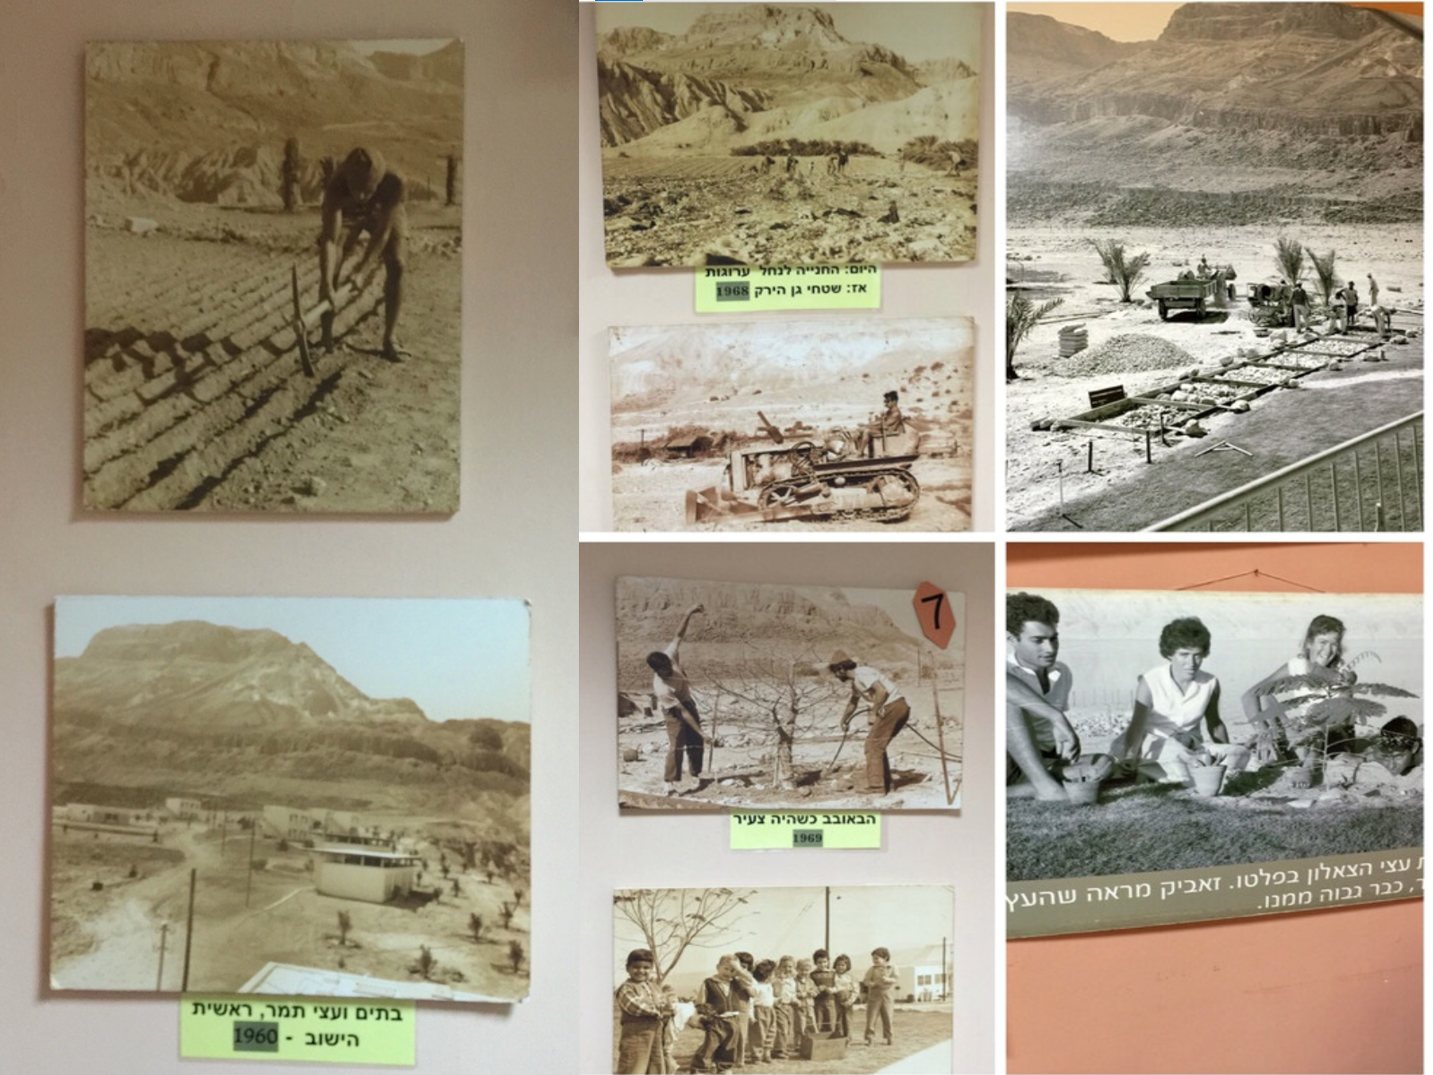 בתים ועצי תמר, ראשית
הישוב - 1960
היום: החנייה לנחל ערוגות
אז: שטחי גן הירק 1968
7
הבאובב כשהיה צעיר
1969
עצי הצאלון בפלטו. זאביק מראה שהעץ
כבר גבוה ממנו.